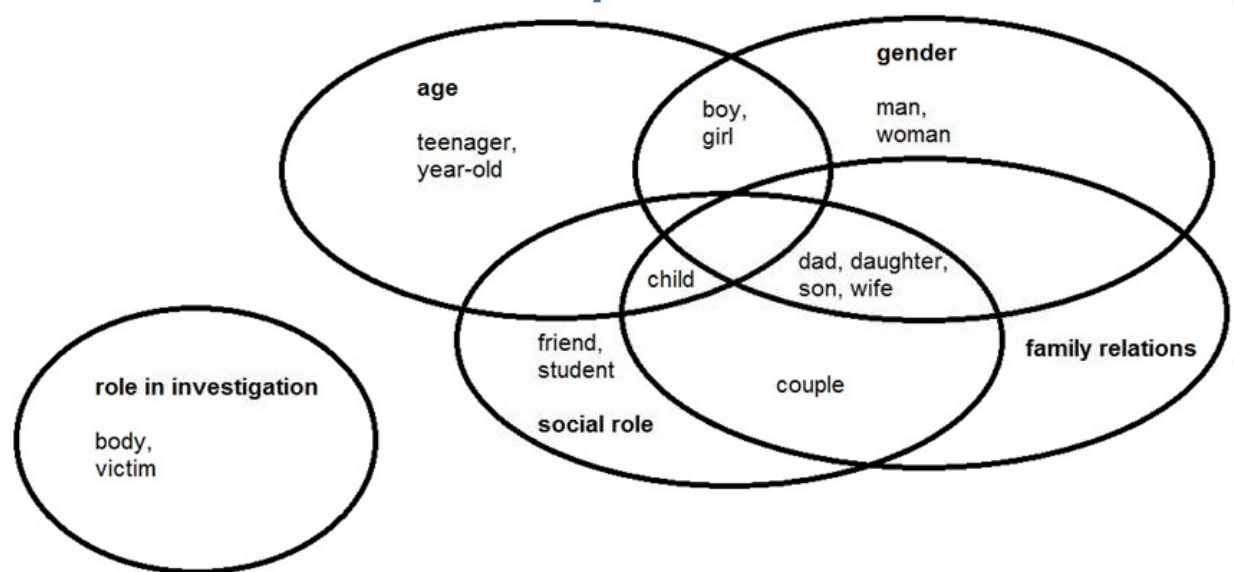 age
teenager,
year-old
boy,
girl
gender
man,
woman
child
dad, daughter,
son, wife
friend,
student
social role
couple
family relations
role in investigation
body,
victim